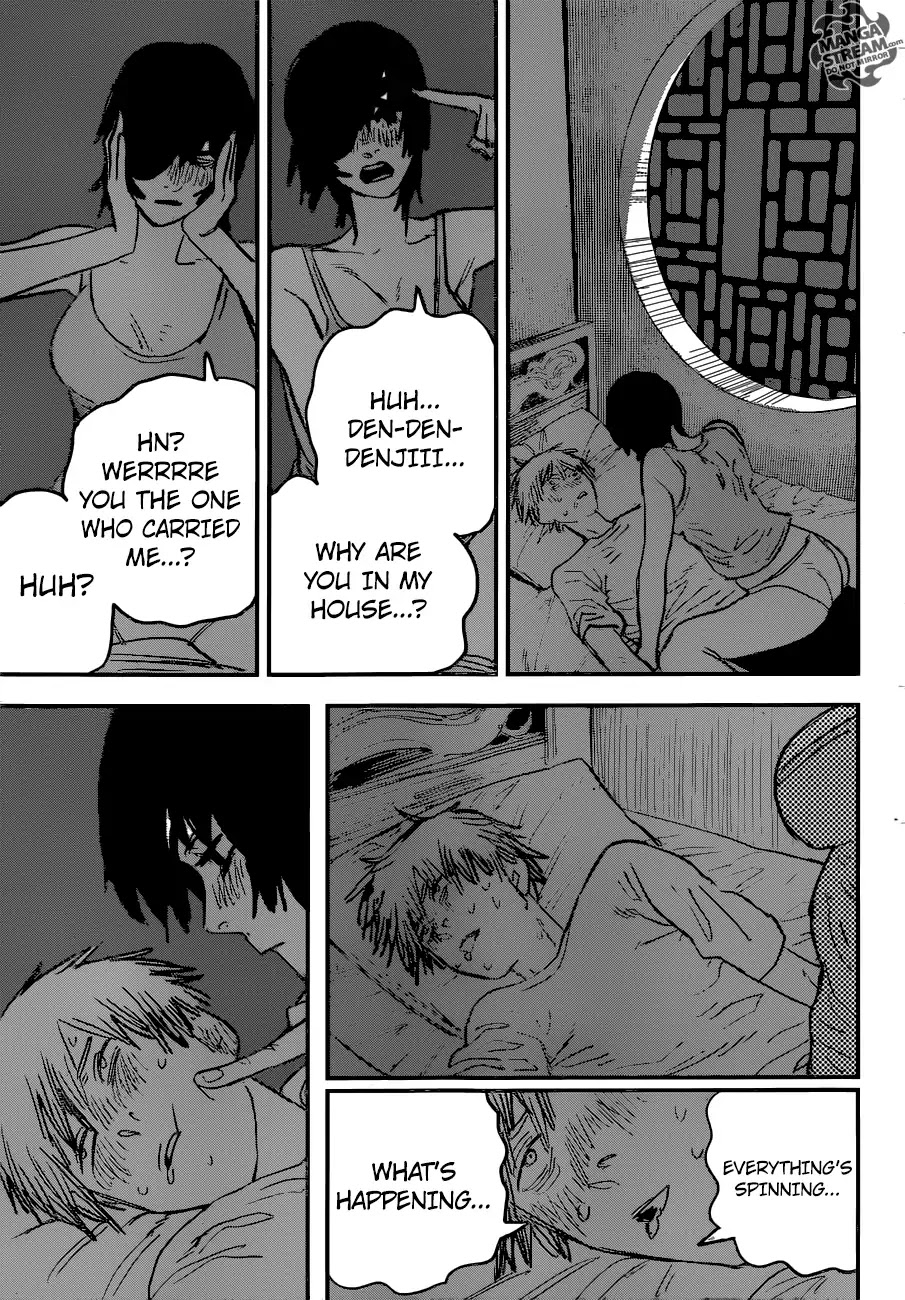 MANGA
STREAM.com
DO NOT MIRROR
HUH...
DEN-DEN-
DENJIII...
WHY ARE
YOU IN MY
HOUSE...?
HN?
WERRRRE
YOU THE ONE
WHO CARRIED
ME...?
HUH?
EVERYTHING'S
SPINNING...
WHAT'S
HAPPENING...